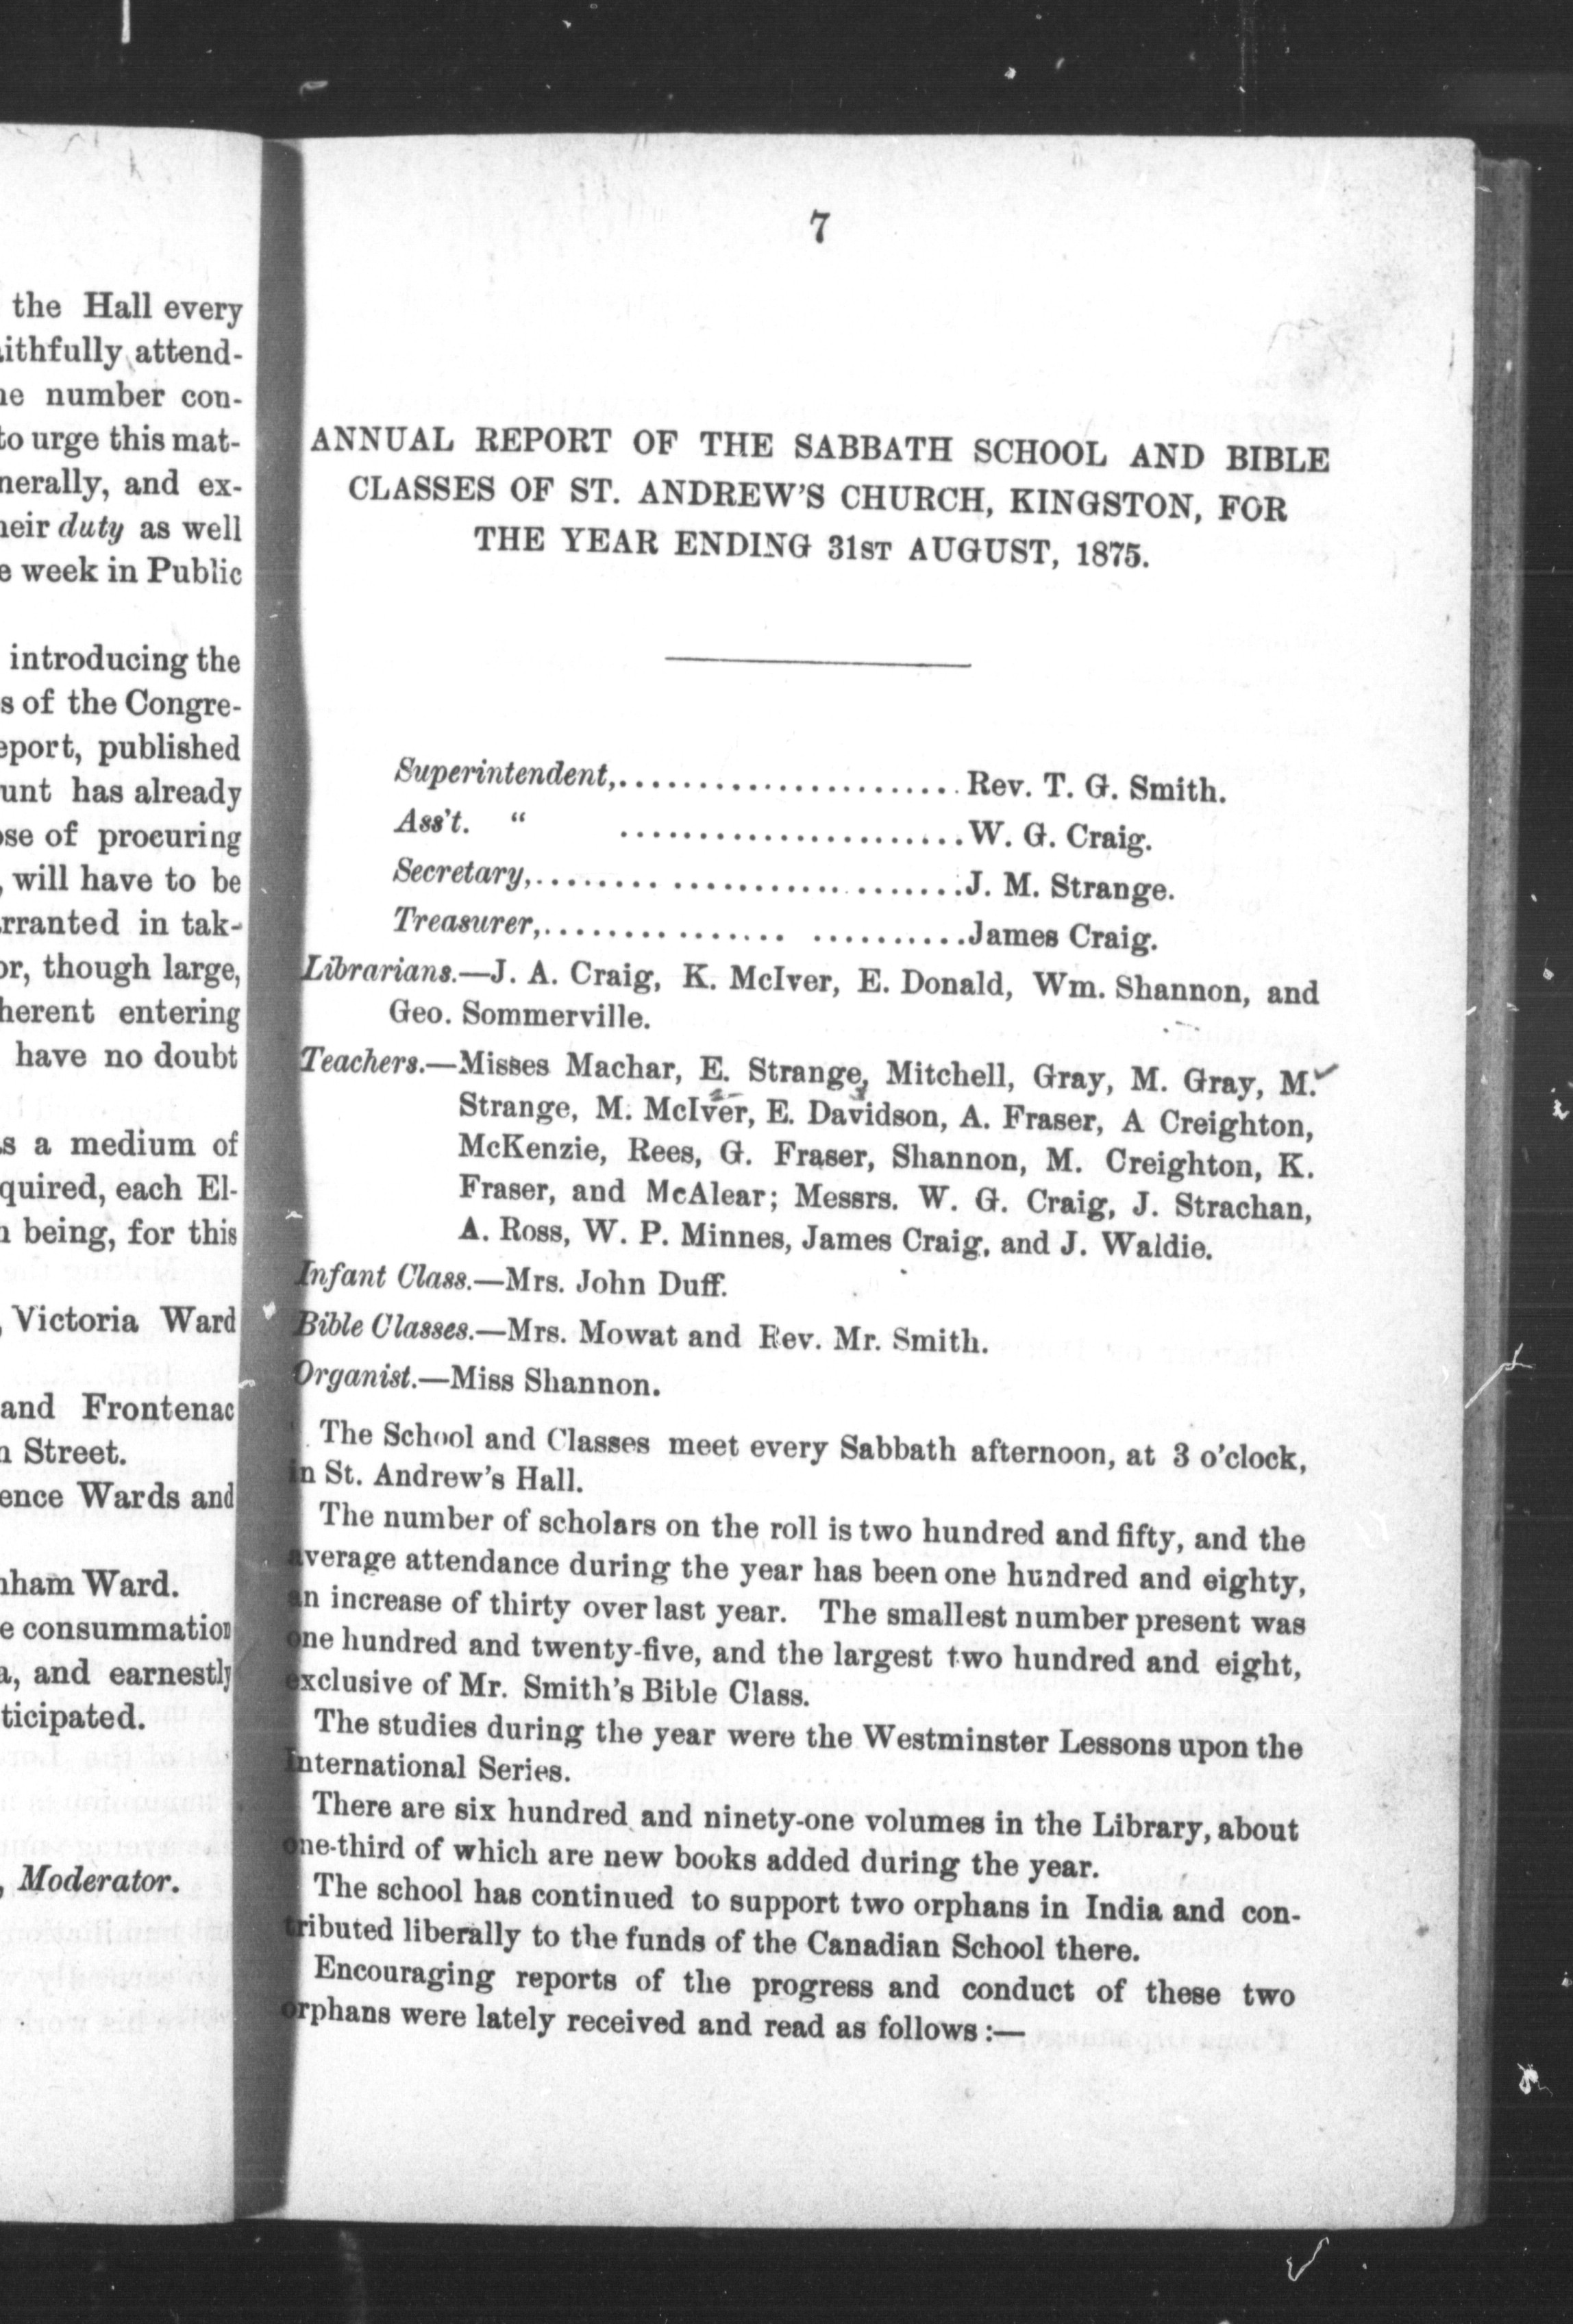 the Hall every
attend-
number con-
to urge this mat-
and ex-
duty as well
week in Public
introducing the
of the Congre-
published
has already
of procuring
will have to be
in tak-
though large,
entering
have no doubt
a medium of
each El-
being, for this
Victoria Ward
and Frontenac
Street.
Wards and
Ward.
consummation
and earnestly
Moderator.
7
ANNUAL REPORT OF THE SABBATH SCHOOL AND BIBLE
CLASSES OF ST. ANDREW'S CHURCH, KINGSTON, FOR
THE YEAR ENDING 31ST AUGUST, 1875.
Superintendent,........................Rev. T. G. Smith.
Ass't. " ......................W. G. Craig.
Secretary,............................J. M. Strange.
Treasurer,..........................James Craig.
Librarians.—J. A. Craig, K. McIver, E. Donald, Wm. Shannon, and
Geo. Sommerville.
Teachers.—Misses Machar, E. Strange, Mitchell, Gray, M. Gray, M.
Strange, M. McIver, E. Davidson, A. Fraser, A Creighton,
McKenzie, Rees, G. Fraser, Shannon, M. Creighton, K.
Fraser, and McAlear; Messrs. W. G. Craig, J. Strachan,
A. Ross, W. P. Minnes, James Craig, and J. Waldie.
Infant Class.—Mrs. John Duff.
Bible Classes.—Mrs. Mowat and Rev. Mr. Smith.
Organist.—Miss Shannon.
The School and Classes meet every Sabbath afternoon, at 3 o'clock,
in St. Andrew's Hall.
The number of scholars on the roll is two hundred and fifty, and the
average attendance during the year has been one hundred and eighty,
an increase of thirty over last year. The smallest number present was
one hundred and twenty-five, and the largest two hundred and eight,
exclusive of Mr. Smith's Bible Class.
The studies during the year were the Westminster Lessons upon the
International Series.
There are six hundred and ninety-one volumes in the Library, about
one-third of which are new books added during the year.
The school has continued to support two orphans in India and con-
tributed liberally to the funds of the Canadian School there.
Encouraging reports of the progress and conduct of these two
orphans were lately received and read as follows :—